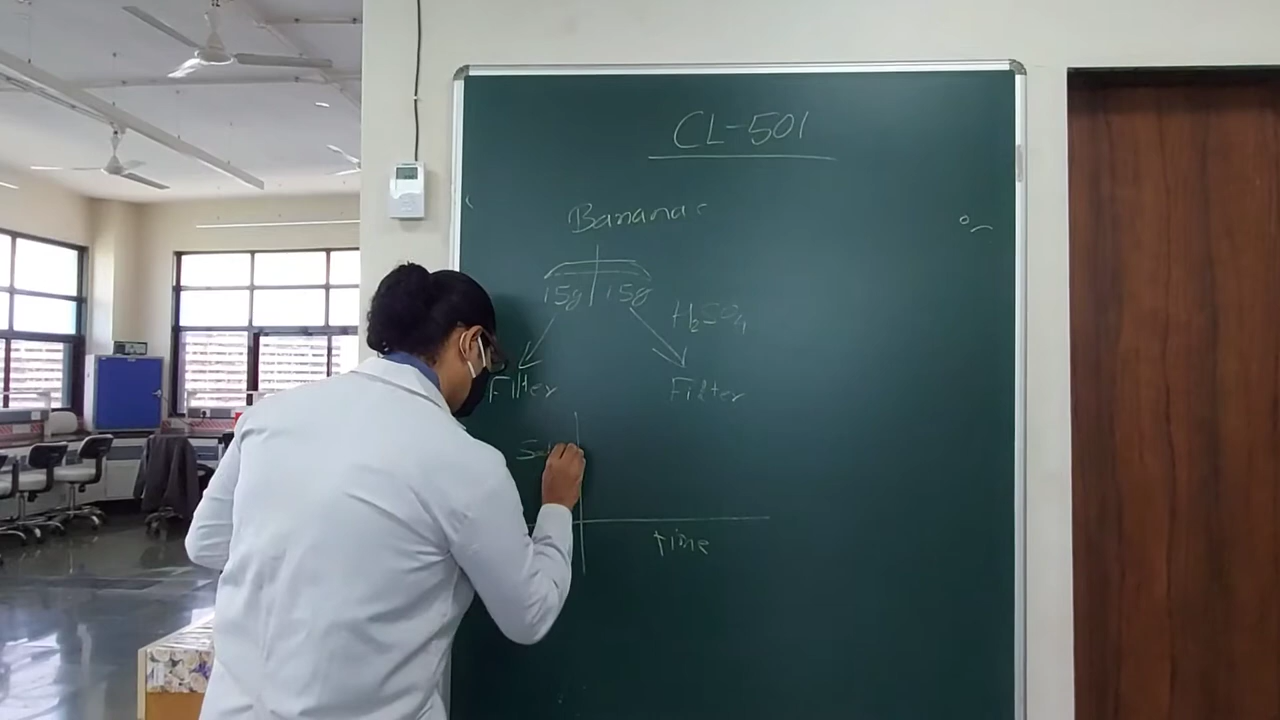 CL-501
Bananas
15g 15g
H₂SO₄
Filter Filter
time